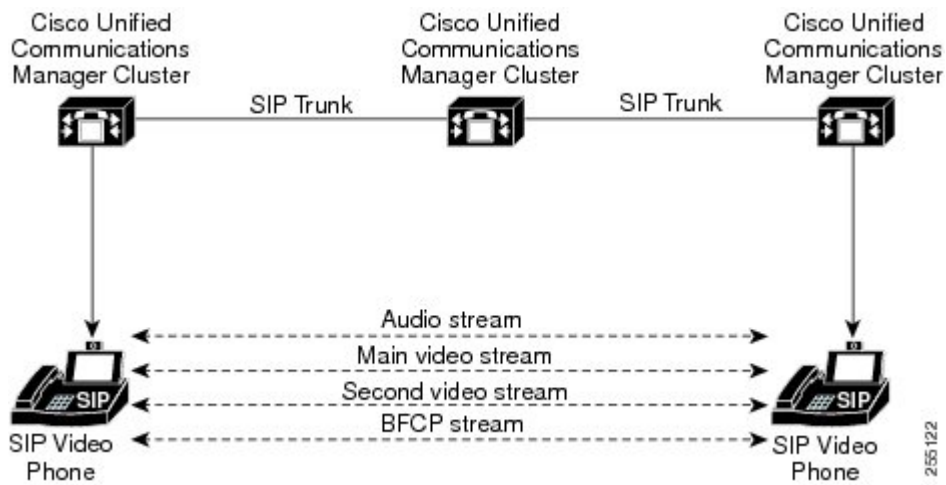 Cisco Unified
Communications
Manager Cluster
Cisco Unified
Communications
Manager Cluster
Cisco Unified
Communications
Manager Cluster
SIP Trunk
SIP Trunk
Audio stream
Main video stream
Second video stream
BFCP stream
SIP
SIP Video
Phone
SIP
SIP Video
Phone
255122